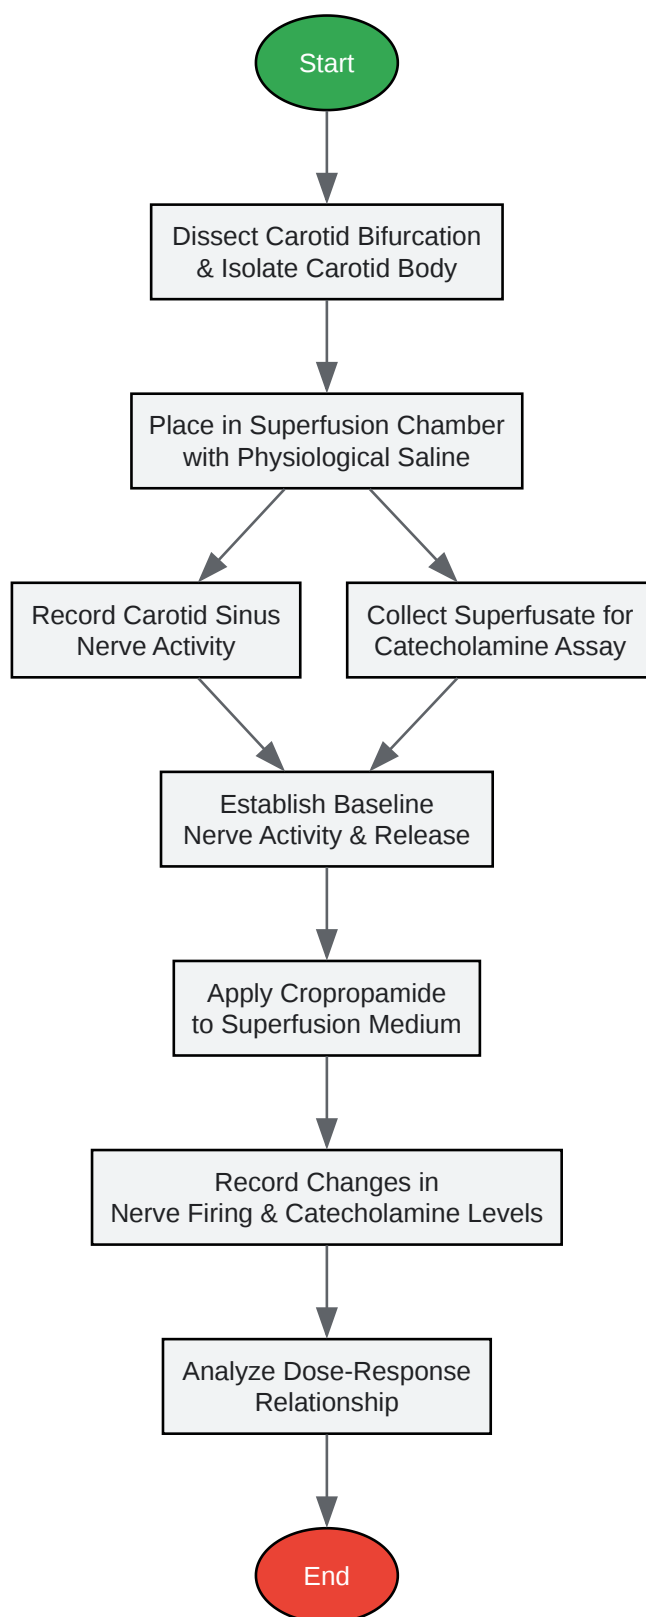 Start
Dissect Carotid Bifurcation
& Isolate Carotid Body
Place in Superfusion Chamber
with Physiological Saline
Record Carotid Sinus
Nerve Activity
Collect Superfusate for
Catecholamine Assay
Establish Baseline
Nerve Activity & Release
Apply Cropropamide
to Superfusion Medium
Record Changes in
Nerve Firing & Catecholamine Levels
Analyze Dose-Response
Relationship
End